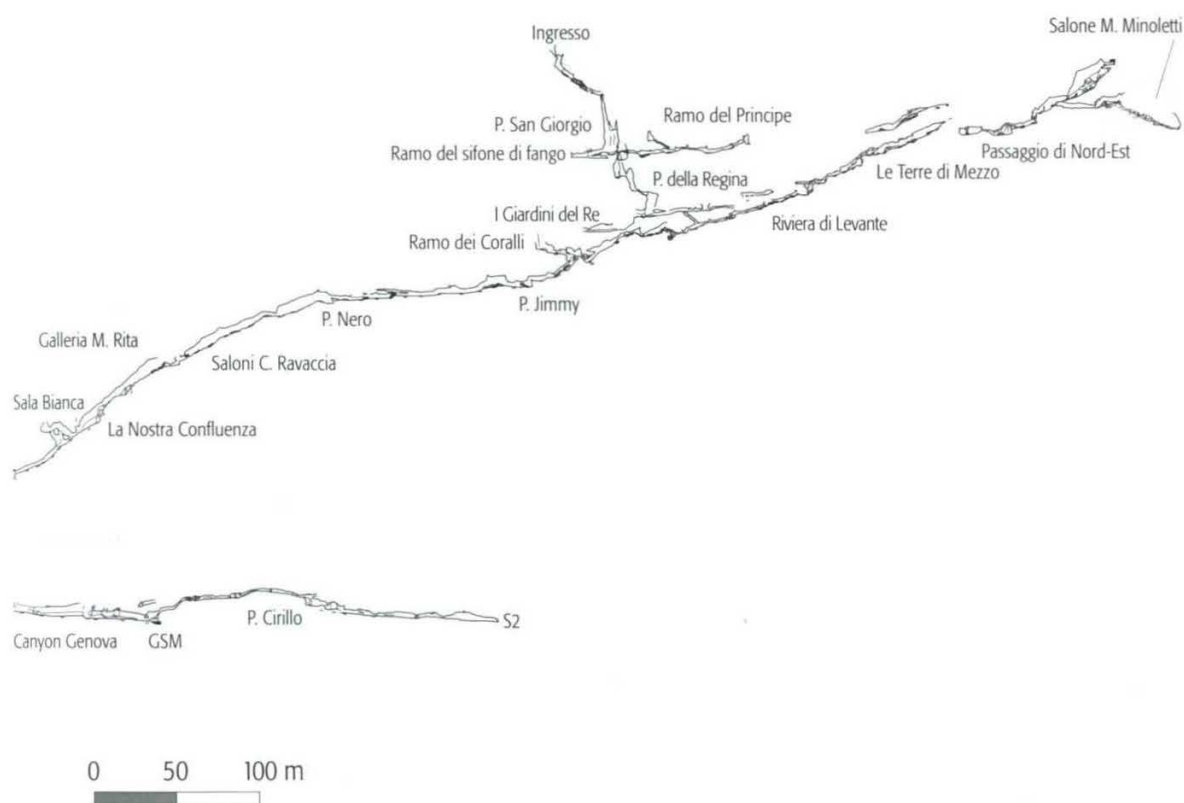 Salone M. Minoletti
Ingresso
P. San Giorgio
Ramo del Principe
Ramo del sifone di fango
Passaggio di Nord-Est
Le Terre di Mezzo
P. della Regina
I Giardini del Re
Riviera di Levante
Ramo dei Coralli
P. Jimmy
P. Nero
Galleria M. Rita
Saloni C. Ravaccia
Sala Bianca
La Nostra Confluenza
P. Cirillo
S2
Canyon Genova
GSM
0 50 100 m